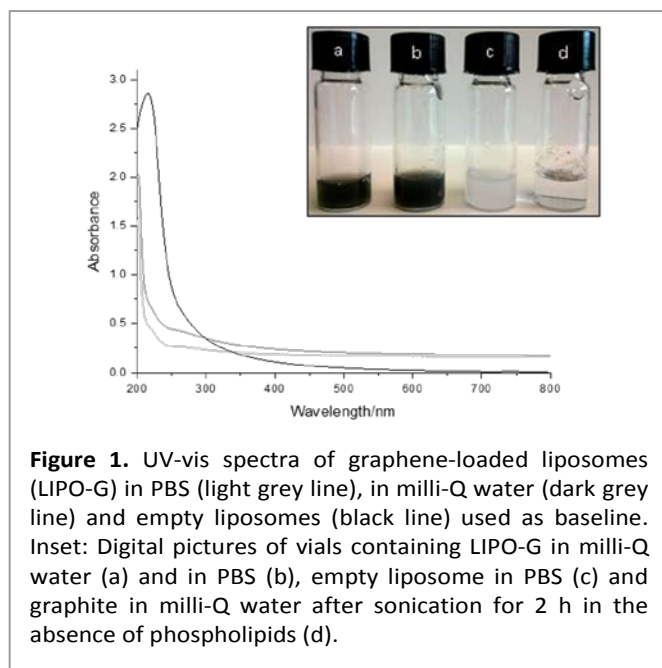 a b c d
3.0
2.5
2.0
1.5
1.0
0.5
0.0
Absorbance
200 300 400 500 600 700 800
Wavelength/nm
Figure 1. UV-vis spectra of graphene-loaded liposomes
(LIPO-G) in PBS (light grey line), in milli-Q water (dark grey
line) and empty liposomes (black line) used as baseline.
Inset: Digital pictures of vials containing LIPO-G in milli-Q
water (a) and in PBS (b), empty liposome in PBS (c) and
graphite in milli-Q water after sonication for 2 h in the
absence of phospholipids (d).